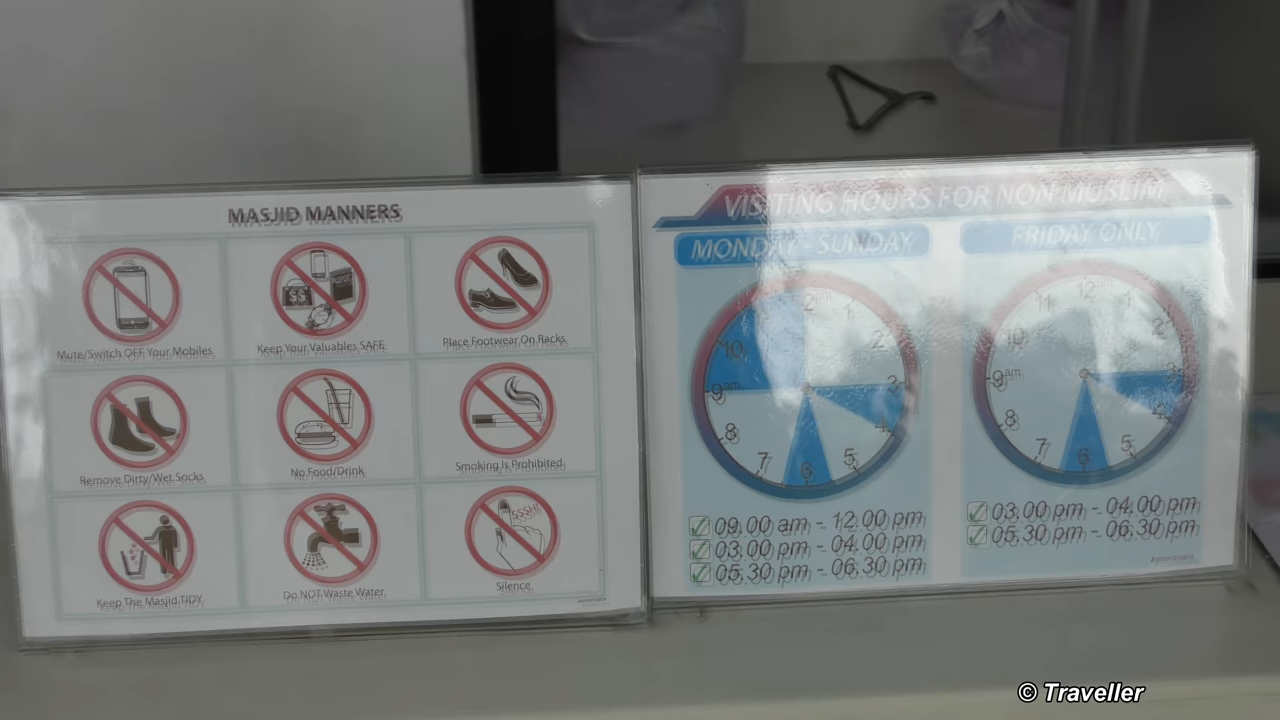 MASJID MANNERS
Mute/Switch OFF Your Mobiles
Keep Your Valuables SAFE
Place Footwear On Racks
Remove Dirty/Wet Socks
No Food/Drink
Smoking Is Prohibited
SSSH!
Keep The Masjid TIDY
Do NOT Waste Water
Silence
VISITING HOURS FOR NON MUSLIM
MONDAY - SUNDAY
2pm
1
2
3
4
5
6
7
8
9am
10
09.00 am - 12.00 pm
03.00 pm - 04.00 pm
05.30 pm - 06.30 pm
FRIDAY ONLY
12pm
1
2
3
4
5
6
7
8
9am
10
11
03.00 pm - 04.00 pm
05.30 pm - 06.30 pm
© Traveller